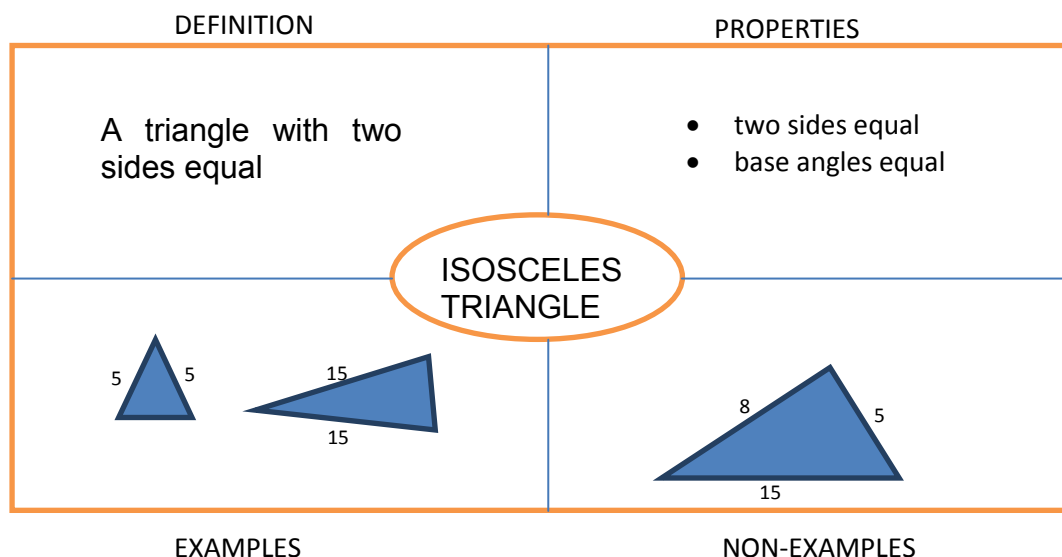 DEFINITION
PROPERTIES
A triangle with two
sides equal
• two sides equal
• base angles equal
ISOSCELES
TRIANGLE
5
5
15
15
8
5
15
EXAMPLES
NON-EXAMPLES